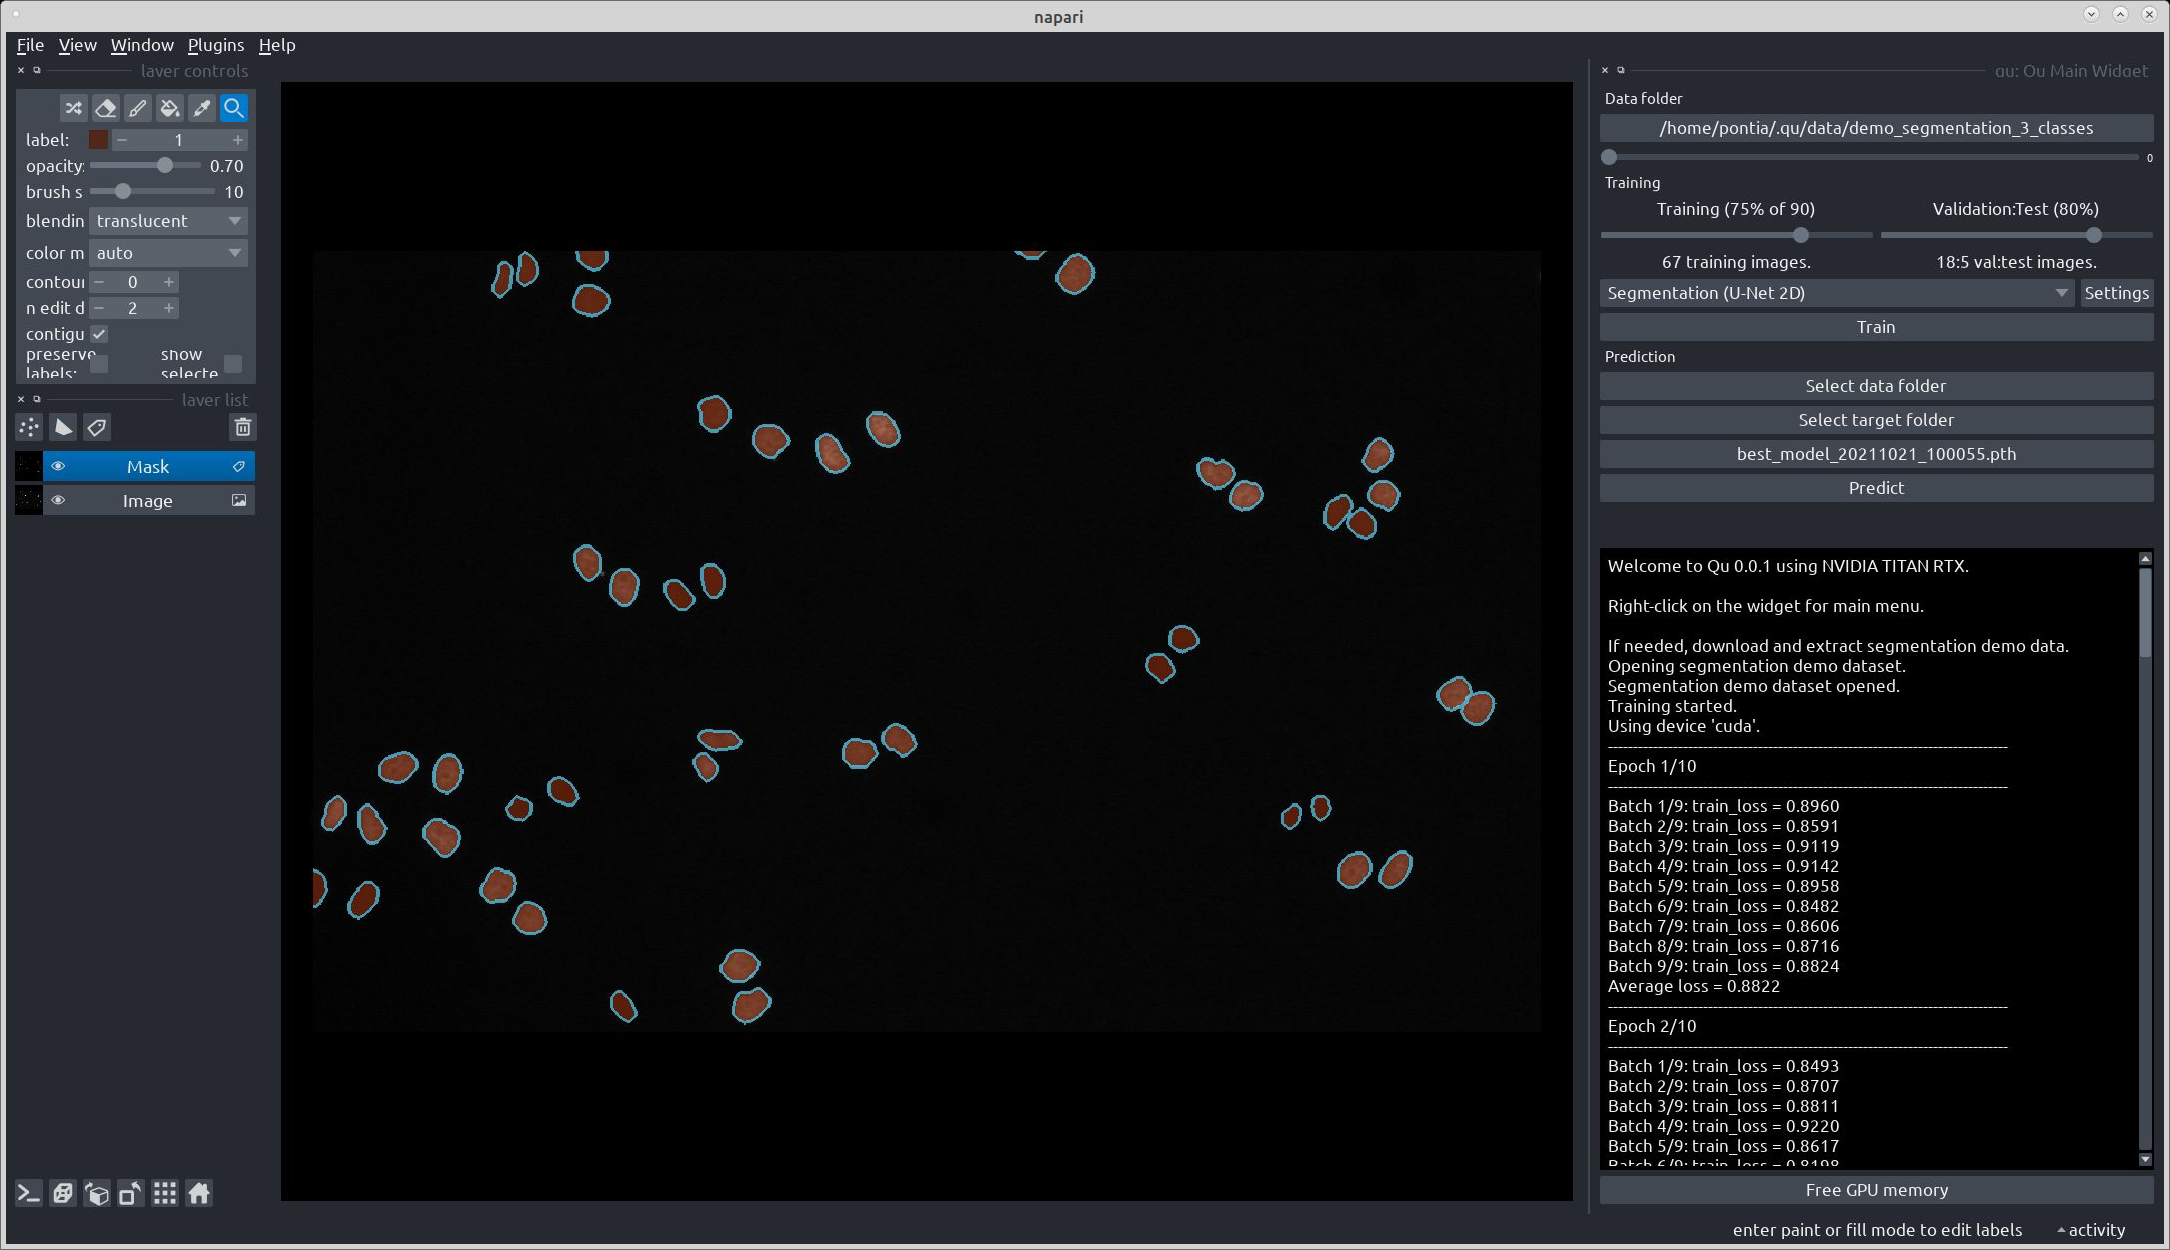 napari
File View Window Plugins Help
layer controls
label: 1
opacity: 0.70
brush s 10
blendin translucent
color m auto
contour 0
n edit d 2
contigu
preserve show
labels: selecte
layer list
Mask
Image
qu: Qu Main Widget
Data folder
/home/pontia/.qu/data/demo_segmentation_3_classes
0
Training
Training (75% of 90) Validation:Test (80%)
67 training images. 18:5 val:test images.
Segmentation (U-Net 2D) Settings
Train
Prediction
Select data folder
Select target folder
best_model_20211021_100055.pth
Predict
Welcome to Qu 0.0.1 using NVIDIA TITAN RTX.
Right-click on the widget for main menu.
If needed, download and extract segmentation demo data.
Opening segmentation demo dataset.
Segmentation demo dataset opened.
Training started.
Using device 'cuda'.
--------------------------------------------------------------------------------
Epoch 1/10
--------------------------------------------------------------------------------
Batch 1/9: train_loss = 0.8960
Batch 2/9: train_loss = 0.8591
Batch 3/9: train_loss = 0.9119
Batch 4/9: train_loss = 0.9142
Batch 5/9: train_loss = 0.8958
Batch 6/9: train_loss = 0.8482
Batch 7/9: train_loss = 0.8606
Batch 8/9: train_loss = 0.8716
Batch 9/9: train_loss = 0.8824
Average loss = 0.8822
--------------------------------------------------------------------------------
Epoch 2/10
--------------------------------------------------------------------------------
Batch 1/9: train_loss = 0.8493
Batch 2/9: train_loss = 0.8707
Batch 3/9: train_loss = 0.8811
Batch 4/9: train_loss = 0.9220
Batch 5/9: train_loss = 0.8617
Batch 6/9: train_loss = 0.8198
Free GPU memory
enter paint or fill mode to edit labels activity